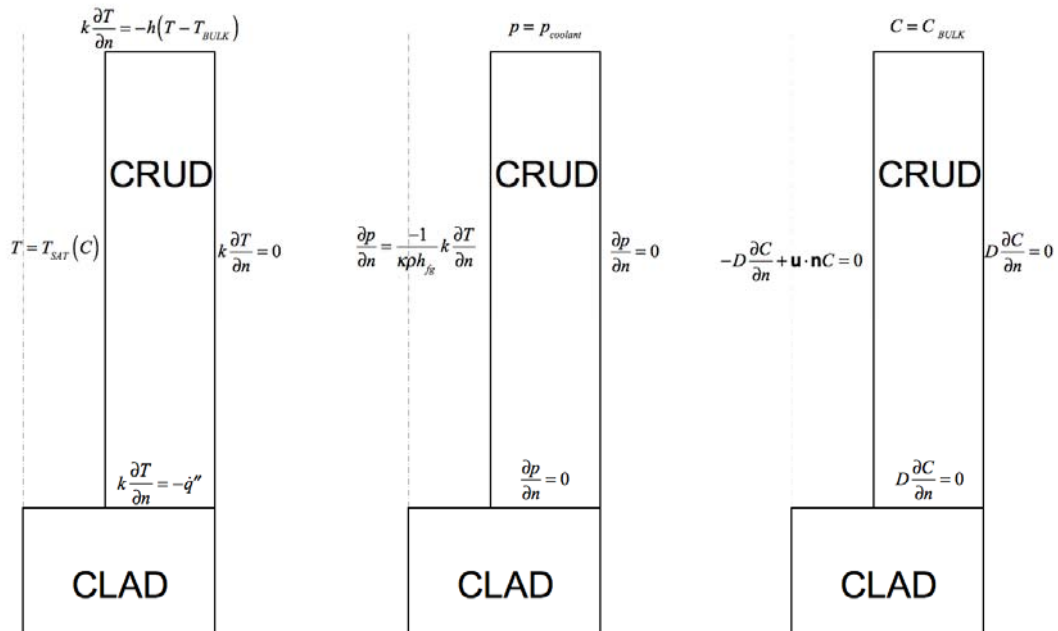 k ∂T/∂n = −h(T − T_BULK)
CRUD
T = T_SAT(C)
k ∂T/∂n = 0
k ∂T/∂n = −q̇″
CLAD
p = p_coolant
CRUD
∂p/∂n = −1/(κρh_fg) k ∂T/∂n
∂p/∂n = 0
∂p/∂n = 0
CLAD
C = C_BULK
CRUD
−D ∂C/∂n + u · nC = 0
D ∂C/∂n = 0
D ∂C/∂n = 0
CLAD